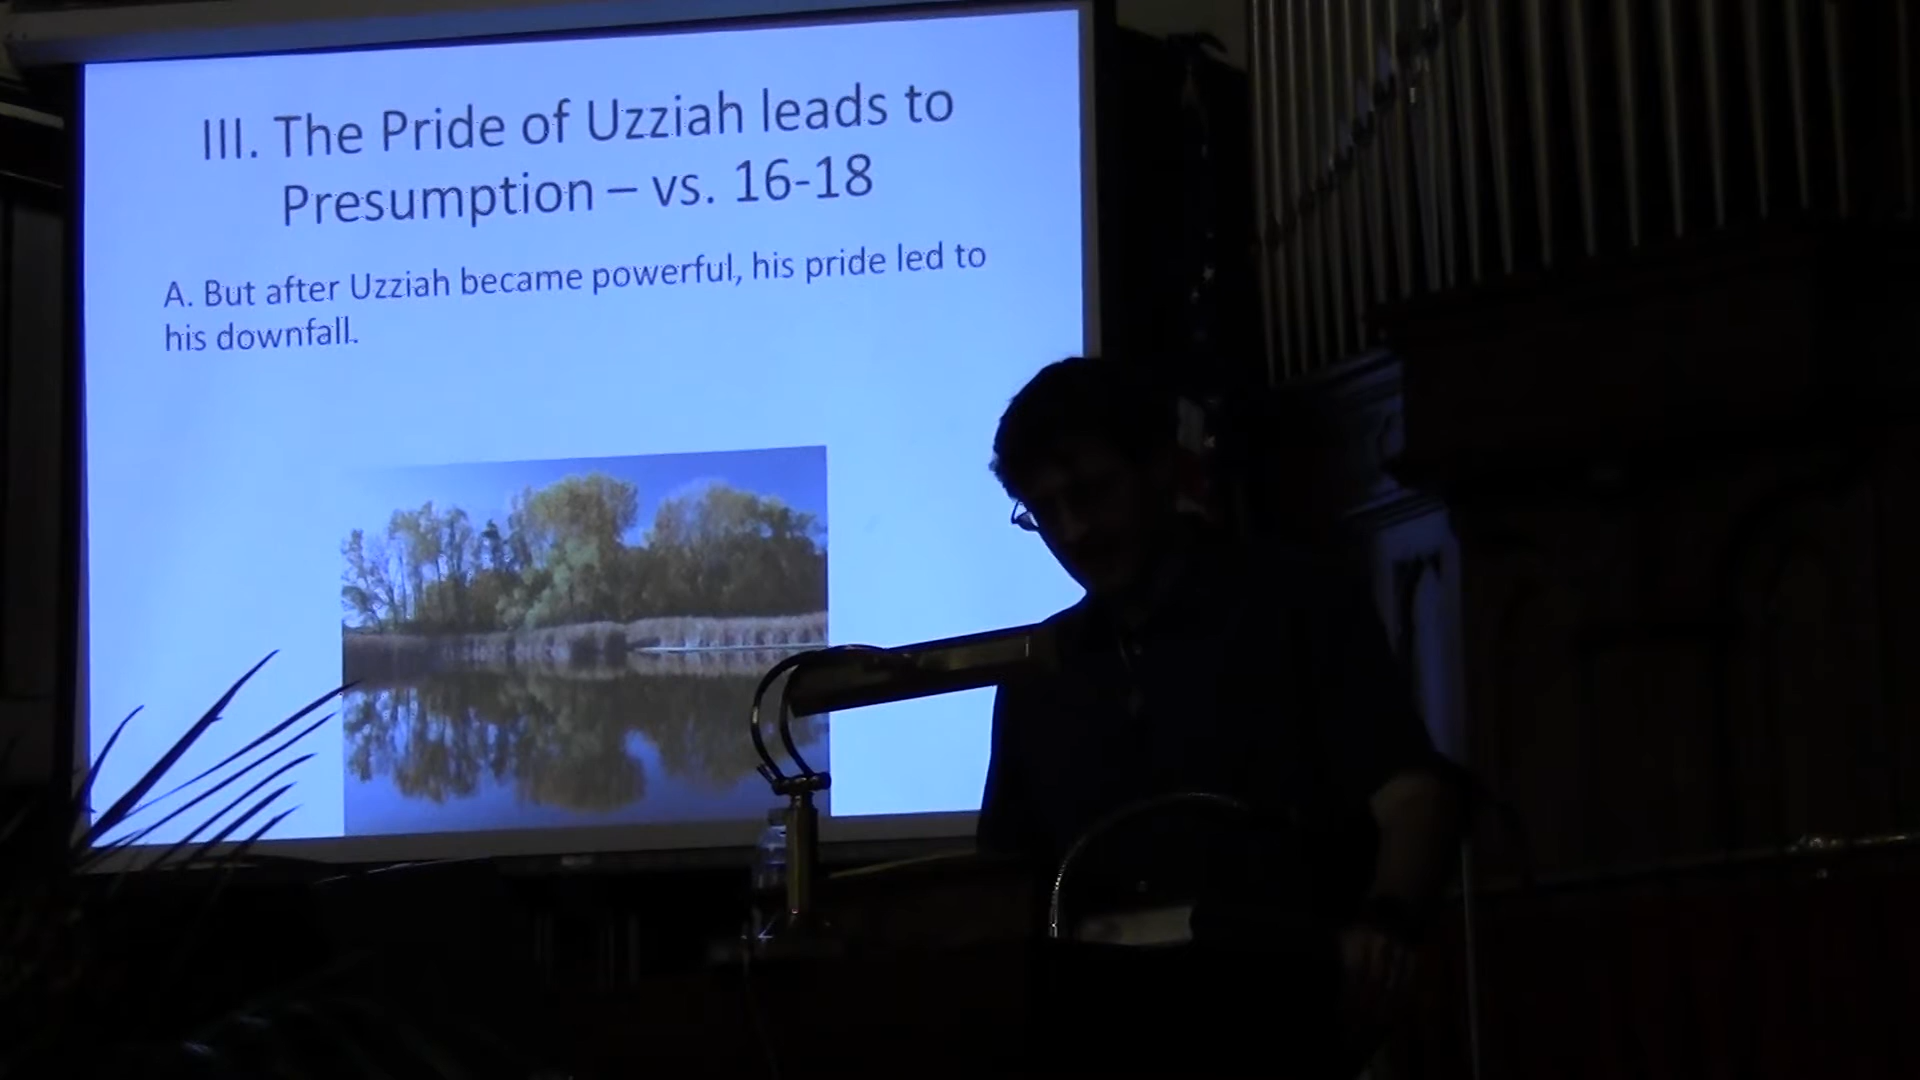 III. The Pride of Uzziah leads to
Presumption – vs. 16-18
A. But after Uzziah became powerful, his pride led to
his downfall.